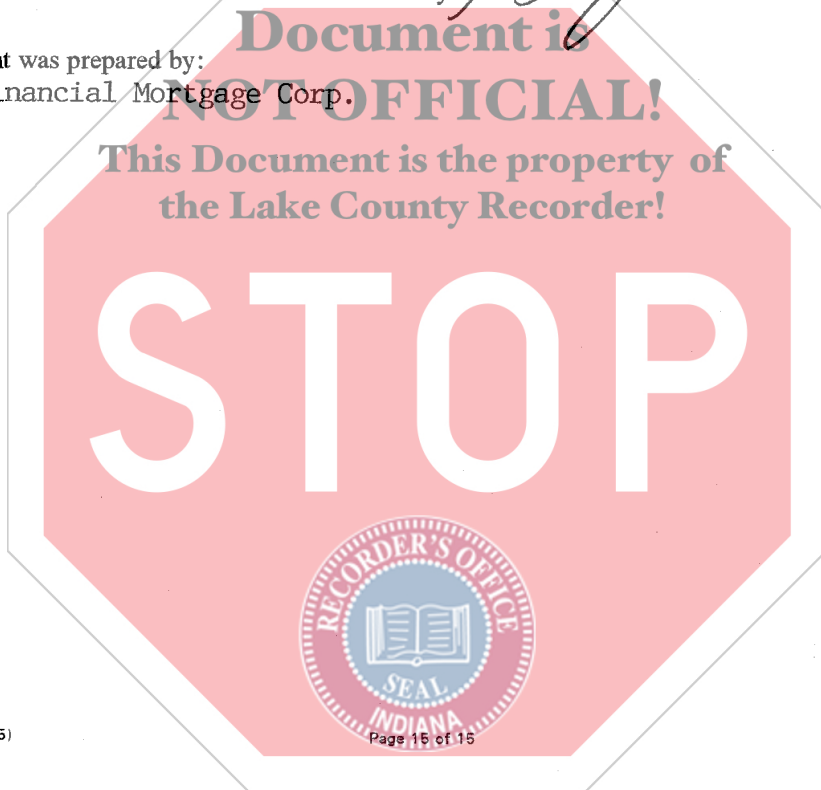 Document is
t was prepared by:
NOT OFFICIAL!
nancial Mortgage Corp.
This Document is the property of
the Lake County Recorder!
STOP
RECORDER'S OFFICE
SEAL
INDIANA
5)
Page 15 of 15